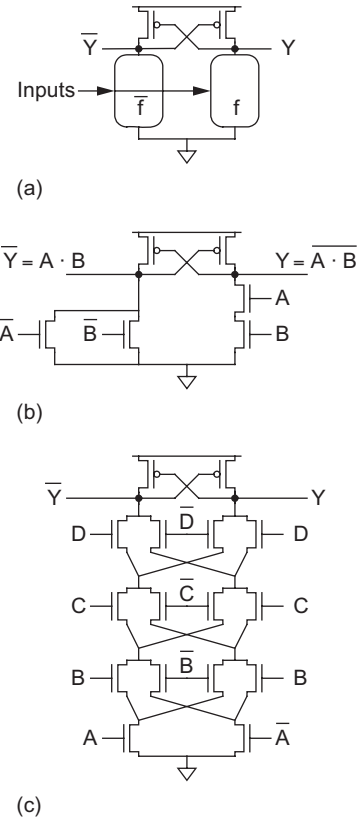 Y̅ Y
Inputs f̅ f
(a)
Y̅ = A · B Y = A̅ ̅·̅ ̅B̅
A
A̅ B̅ B
(b)
Y̅ Y
D D̅ D
C C̅ C
B B̅ B
A A̅
(c)